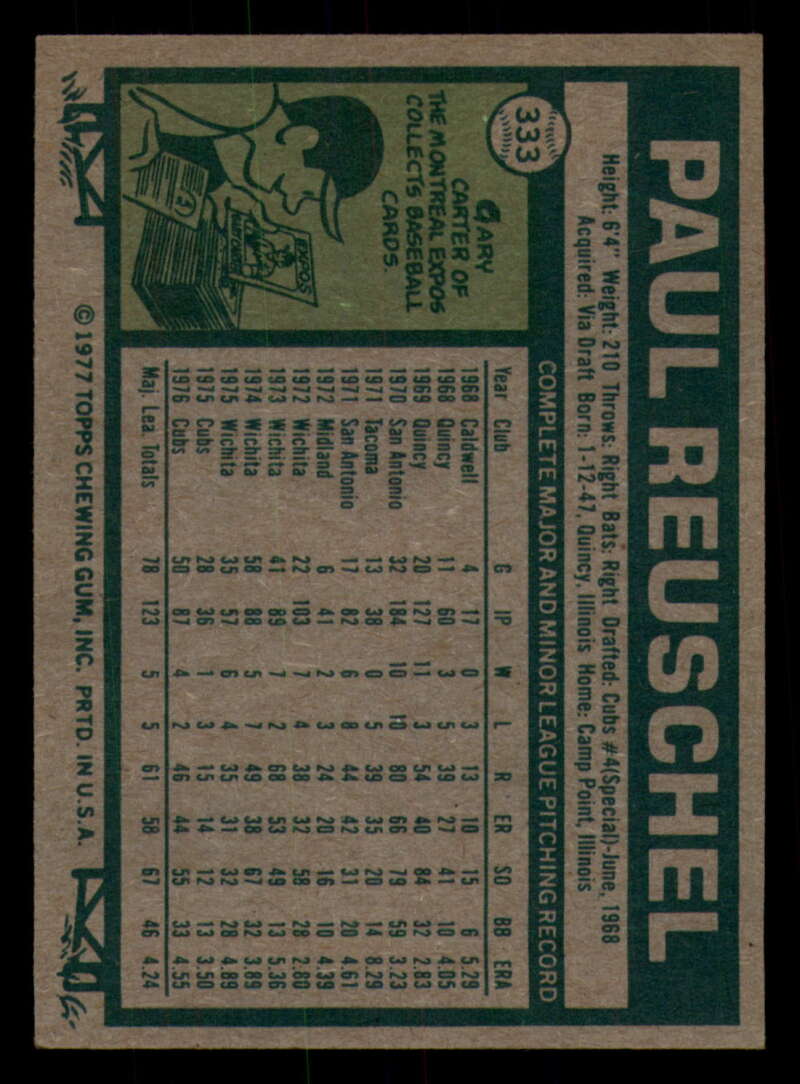 PAUL REUSCHEL
333
Height: 6'4" Weight: 210 Throws: Right Bats: Right Drafted: Cubs #4(Special)-June, 1968
Acquired: Via Draft Born: 1-12-47, Quincy, Illinois Home: Camp Point, Illinois
GARY
CARTER OF
THE MONTREAL EXPOS
COLLECTS BASEBALL
CARDS.
EXPOS
COMPLETE MAJOR AND MINOR LEAGUE PITCHING RECORD
Year Club G IP W L R ER SO BB ERA
1968 Caldwell 4 17 0 3 13 10 15 6 5.29
1968 Quincy 11 60 3 5 39 27 41 10 4.05
1969 Quincy 20 127 11 3 54 40 84 32 2.83
1970 San Antonio 32 184 10 10 80 66 79 59 3.23
1971 Tacoma 13 38 0 5 39 35 20 14 8.29
1971 San Antonio 17 82 6 8 44 42 31 20 4.61
1972 Midland 6 41 2 3 24 20 16 10 4.39
1972 Wichita 22 103 7 4 38 32 58 28 2.80
1973 Wichita 41 89 7 2 68 53 49 13 5.36
1974 Wichita 58 88 5 7 49 38 67 32 3.89
1975 Wichita 35 57 6 4 35 31 32 28 4.89
1975 Cubs 28 36 1 3 15 14 12 13 3.50
1976 Cubs 50 87 4 2 46 44 55 33 4.55
Maj. Lea. Totals 78 123 5 5 61 58 67 46 4.24
© 1977 TOPPS CHEWING GUM, INC. PRTD. IN U.S.A.